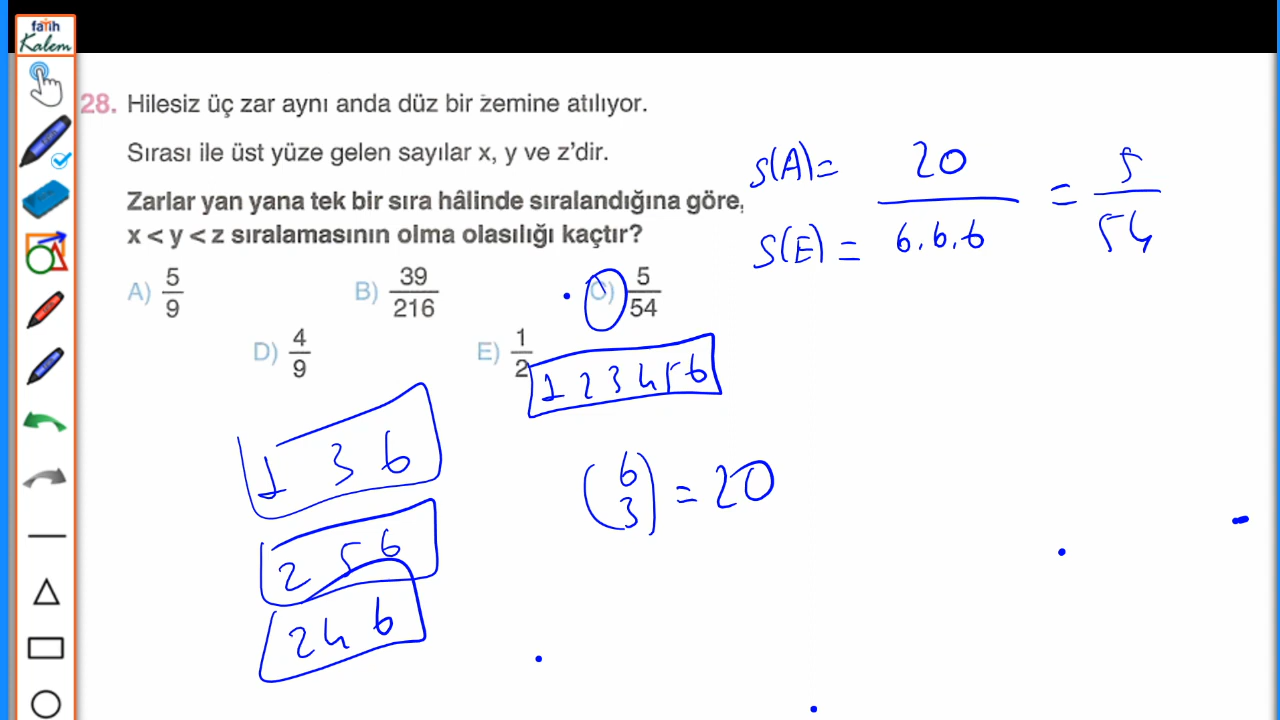 fatih
Kalem
28. Hilesiz üç zar aynı anda düz bir zemine atılıyor.
Sırası ile üst yüze gelen sayılar x, y ve z'dir.
Zarlar yan yana tek bir sıra hâlinde sıralandığına göre,
x < y < z sıralamasının olma olasılığı kaçtır?
A) 5/9 B) 39/216 C) 5/54
D) 4/9 E) 1/2
s(A) = 20
s(E) = 6.6.6
= 5/54
1 2 3 4 5 6
1 3 6
2 5 6
2 4 6
(6 3) = 20